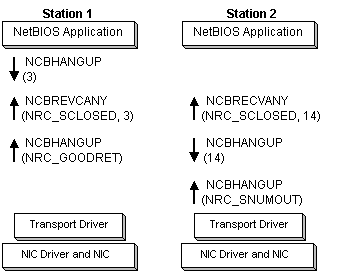 Station 1
NetBIOS Application
NCBHANGUP
(3)
NCBREVCANY
(NRC_SCLOSED, 3)
NCBHANGUP
(NRC_GOODRET)
Transport Driver
NIC Driver and NIC
Station 2
NetBIOS Application
NCBRECVANY
(NRC_SCLOSED, 14)
NCBHANGUP
(14)
NCBHANGUP
(NRC_SNUMOUT)
Transport Driver
NIC Driver and NIC